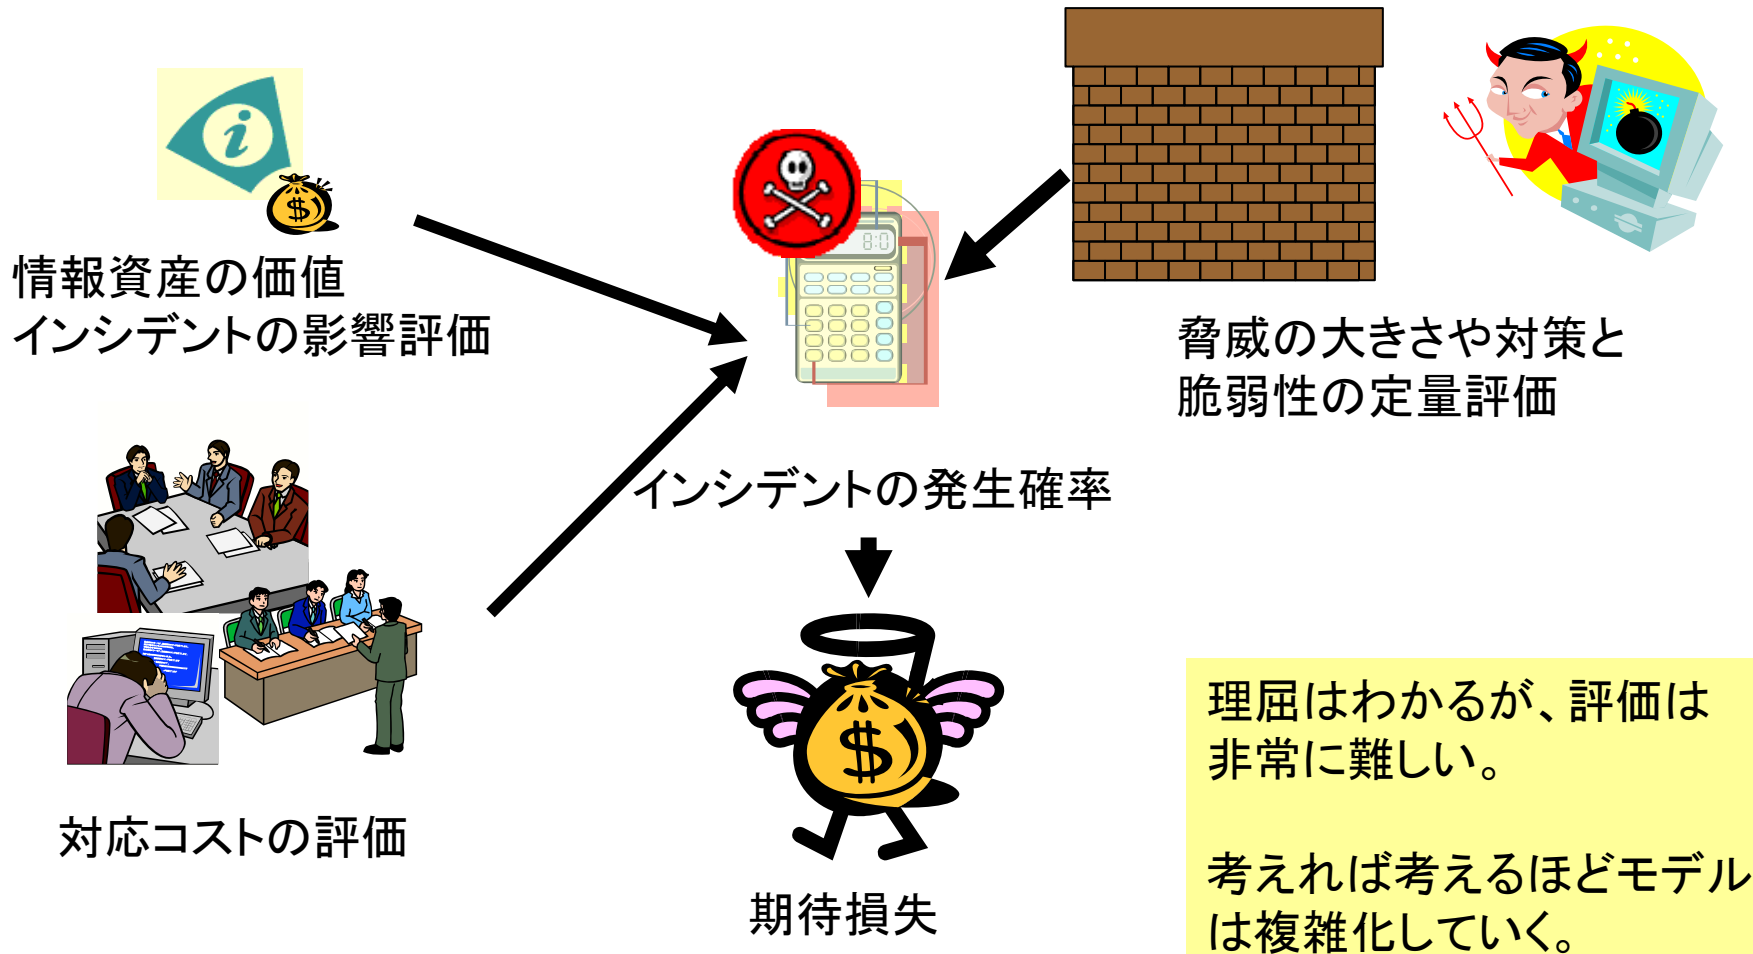 情報資産の価値
インシデントの影響評価
脅威の大きさや対策と
脆弱性の定量評価
インシデントの発生確率
対応コストの評価
期待損失
理屈はわかるが、評価は
非常に難しい。
考えれば考えるほどモデル
は複雑化していく。